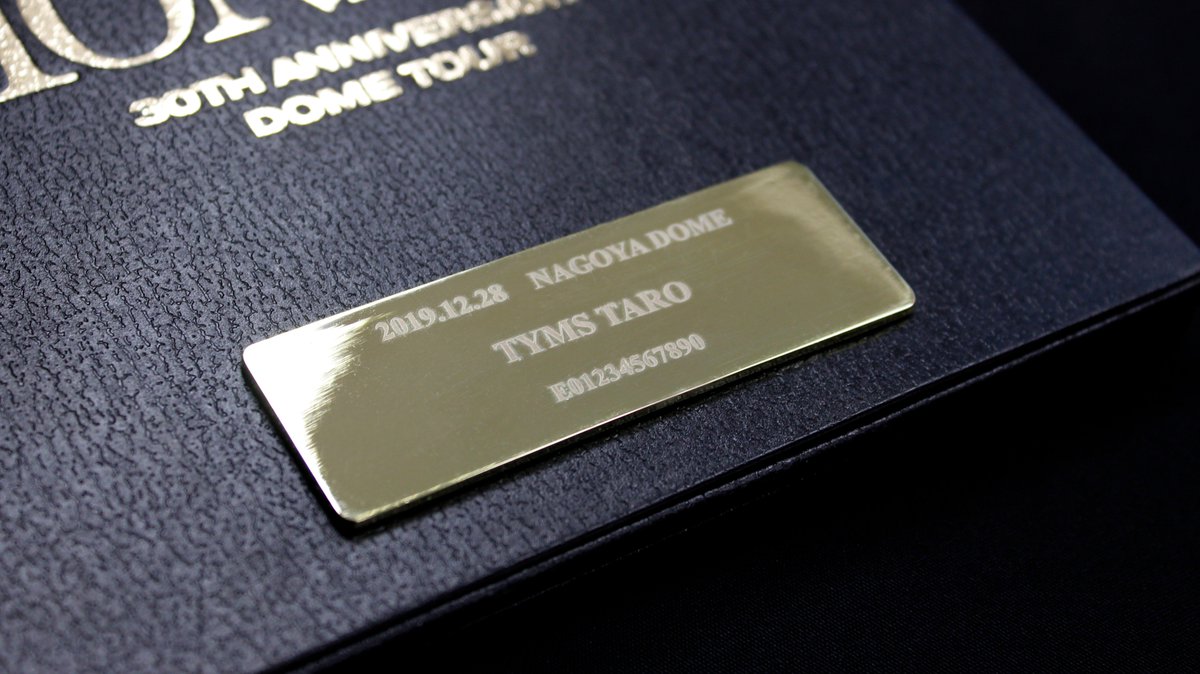 30TH ANNIVERSARY
DOME TOUR
2019.12.28 NAGOYA DOME
TYMS TARO
E01234567890